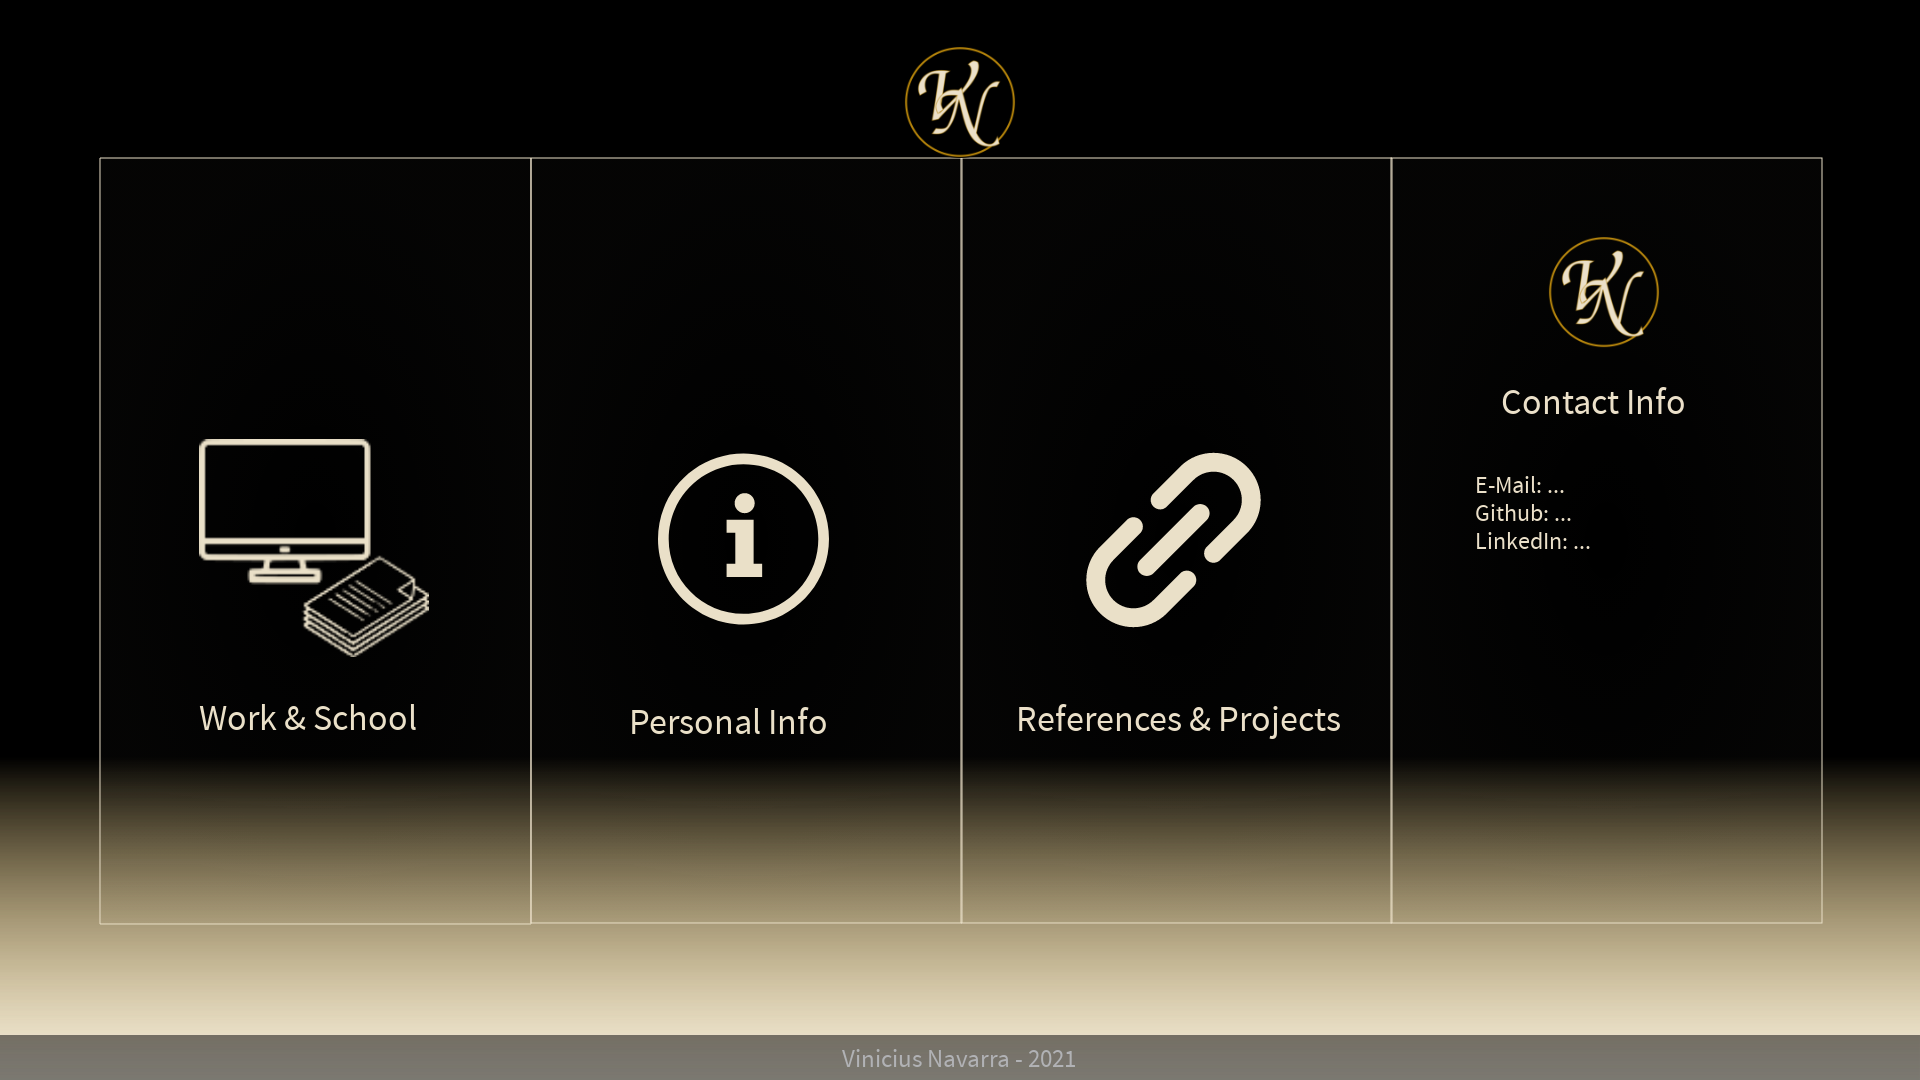 VN
VN
Contact Info
E-Mail: ...
Github: ...
LinkedIn: ...
Work & School
Personal Info
References & Projects
Vinicius Navarra - 2021